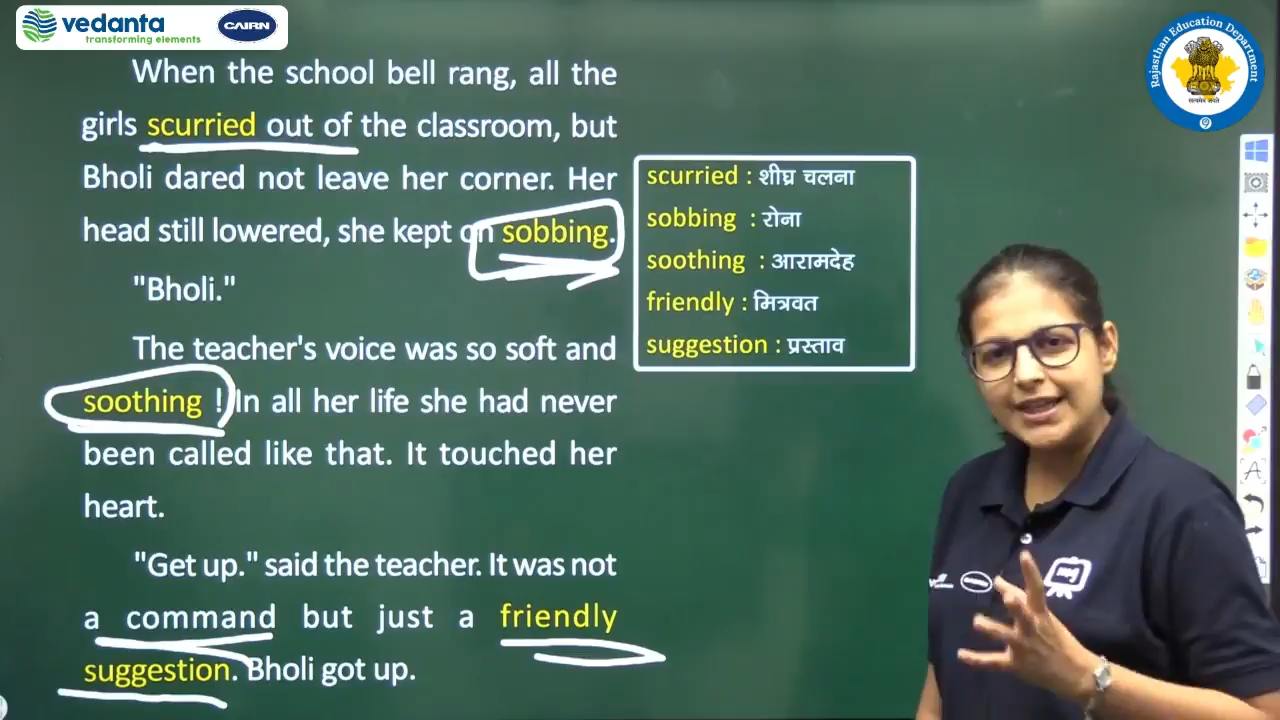 vedanta
transforming elements
CAIRN
Rajasthan Education Department
सत्यमेव जयते
When the school bell rang, all the
girls scurried out of the classroom, but
Bholi dared not leave her corner. Her
head still lowered, she kept on sobbing.
"Bholi."
The teacher's voice was so soft and
soothing ! In all her life she had never
been called like that. It touched her
heart.
"Get up." said the teacher. It was not
a command but just a friendly
suggestion. Bholi got up.
scurried : शीघ्र चलना
sobbing : रोना
soothing : आरामदेह
friendly : मित्रवत
suggestion : प्रस्ताव